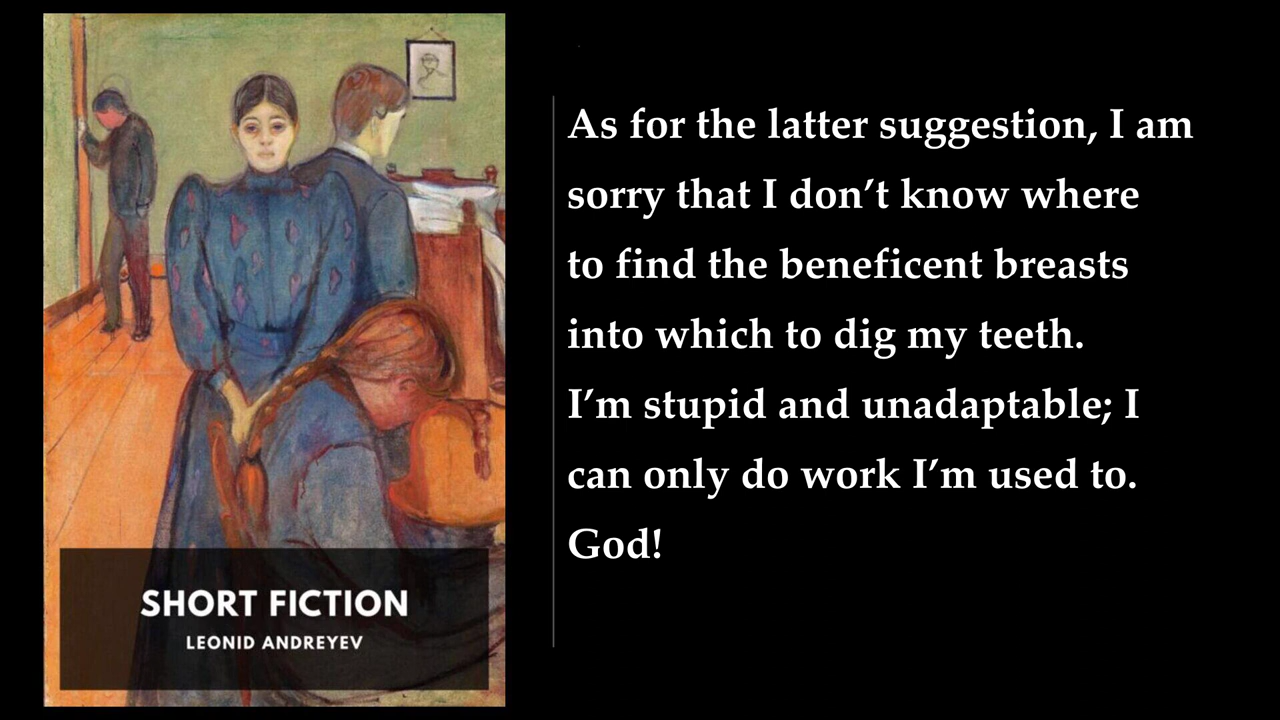 SHORT FICTION
LEONID ANDREYEV
As for the latter suggestion, I am
sorry that I don’t know where
to find the beneficent breasts
into which to dig my teeth.
I’m stupid and unadaptable; I
can only do work I’m used to.
God!